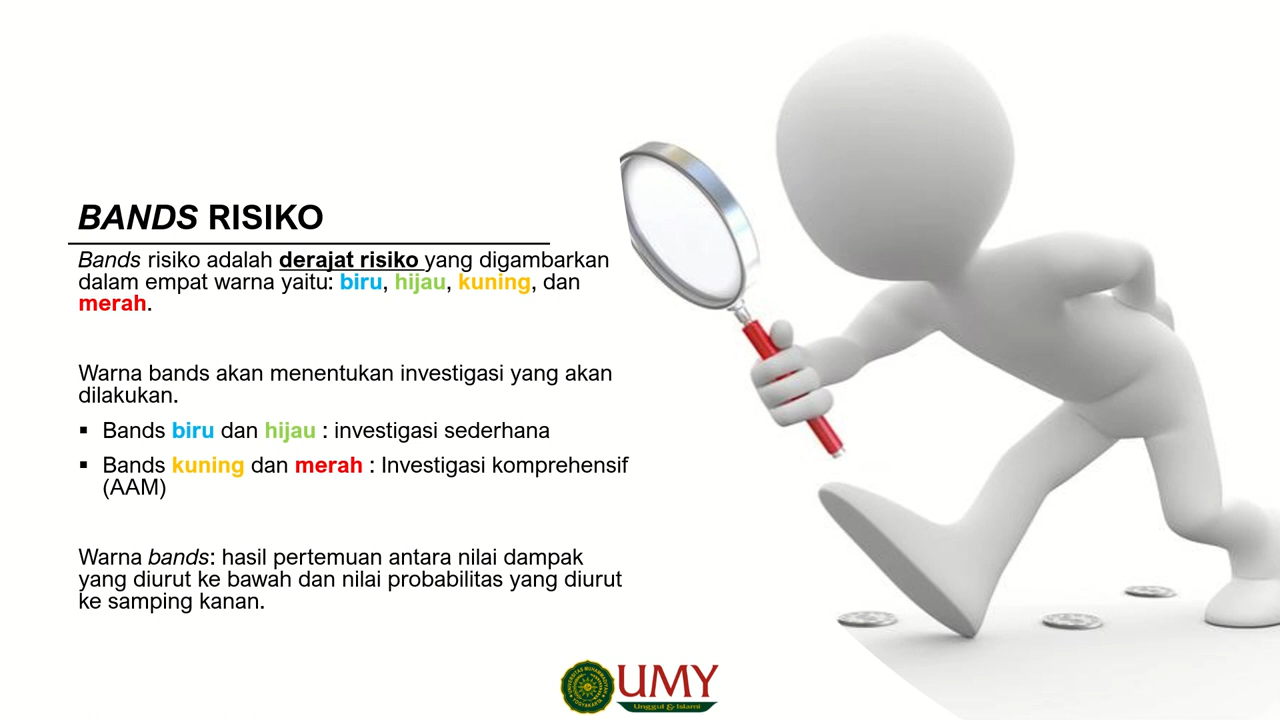 BANDS RISIKO
Bands risiko adalah derajat risiko yang digambarkan
dalam empat warna yaitu: biru, hijau, kuning, dan
merah.
Warna bands akan menentukan investigasi yang akan
dilakukan.
▪ Bands biru dan hijau : investigasi sederhana
▪ Bands kuning dan merah : Investigasi komprehensif
(AAM)
Warna bands: hasil pertemuan antara nilai dampak
yang diurut ke bawah dan nilai probabilitas yang diurut
ke samping kanan.
UMY
Unggul & Islami